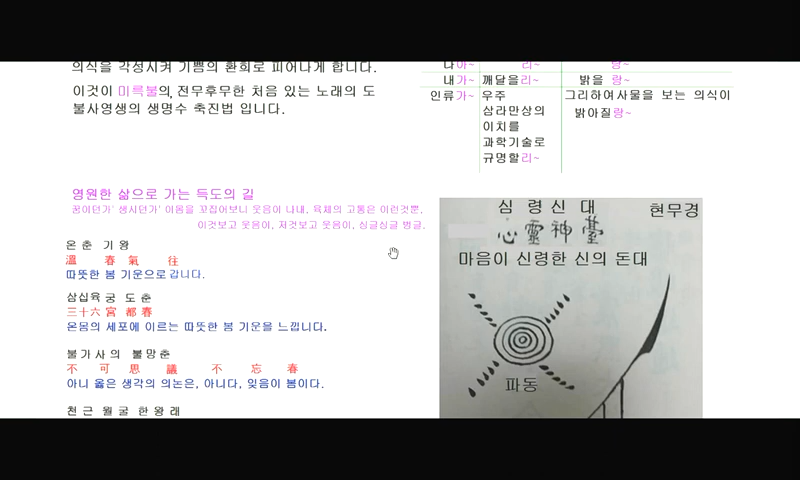 의식을 각성시켜 기쁨의 환희로 피어나게 합니다.
이것이 미륵불의, 전무후무한 처음 있는 노래의 도
불사영생의 생명수 축진법 입니다.
영원한 삶으로 가는 득도의 길
꿈이던가' 생시던가' 이몸을 꼬집어보니 웃음이 나네, 육체의 고통은 이런것뿐,
이것보고 웃음이, 저것보고 웃음이, 싱글싱글 벙글.
온 춘 기 왕
溫 春 氣 往
따뜻한 봄 기운으로 갑니다.
삼십육 궁 도 춘
三十六 宮 都 春
온몸의 세포에 이르는 따뜻한 봄 기운을 느낍니다.
불가 사 의 불 망춘
不 可 思 議 不 忘 春
아니 옳은 생각의 의논은, 아니다, 잊음이 봄이다.
천 근 월 굴 한 왕 래
리~
내가~ 깨달을리~ 밝을 랑~
인류가~ 우주 그리하여사물을 보는 의식이
삼라만상의 밝아질랑~
이치를
과학기술로
규명할리~
심 령 신 대 현무경
心 靈 神 臺
마음이 신령한 신의 돈대
파동